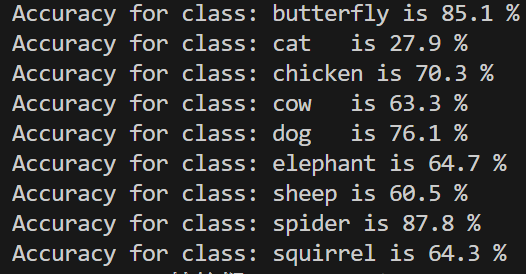 Accuracy for class: butterfly is 85.1 %
Accuracy for class: cat   is 27.9 %
Accuracy for class: chicken is 70.3 %
Accuracy for class: cow   is 63.3 %
Accuracy for class: dog   is 76.1 %
Accuracy for class: elephant is 64.7 %
Accuracy for class: sheep is 60.5 %
Accuracy for class: spider is 87.8 %
Accuracy for class: squirrel is 64.3 %